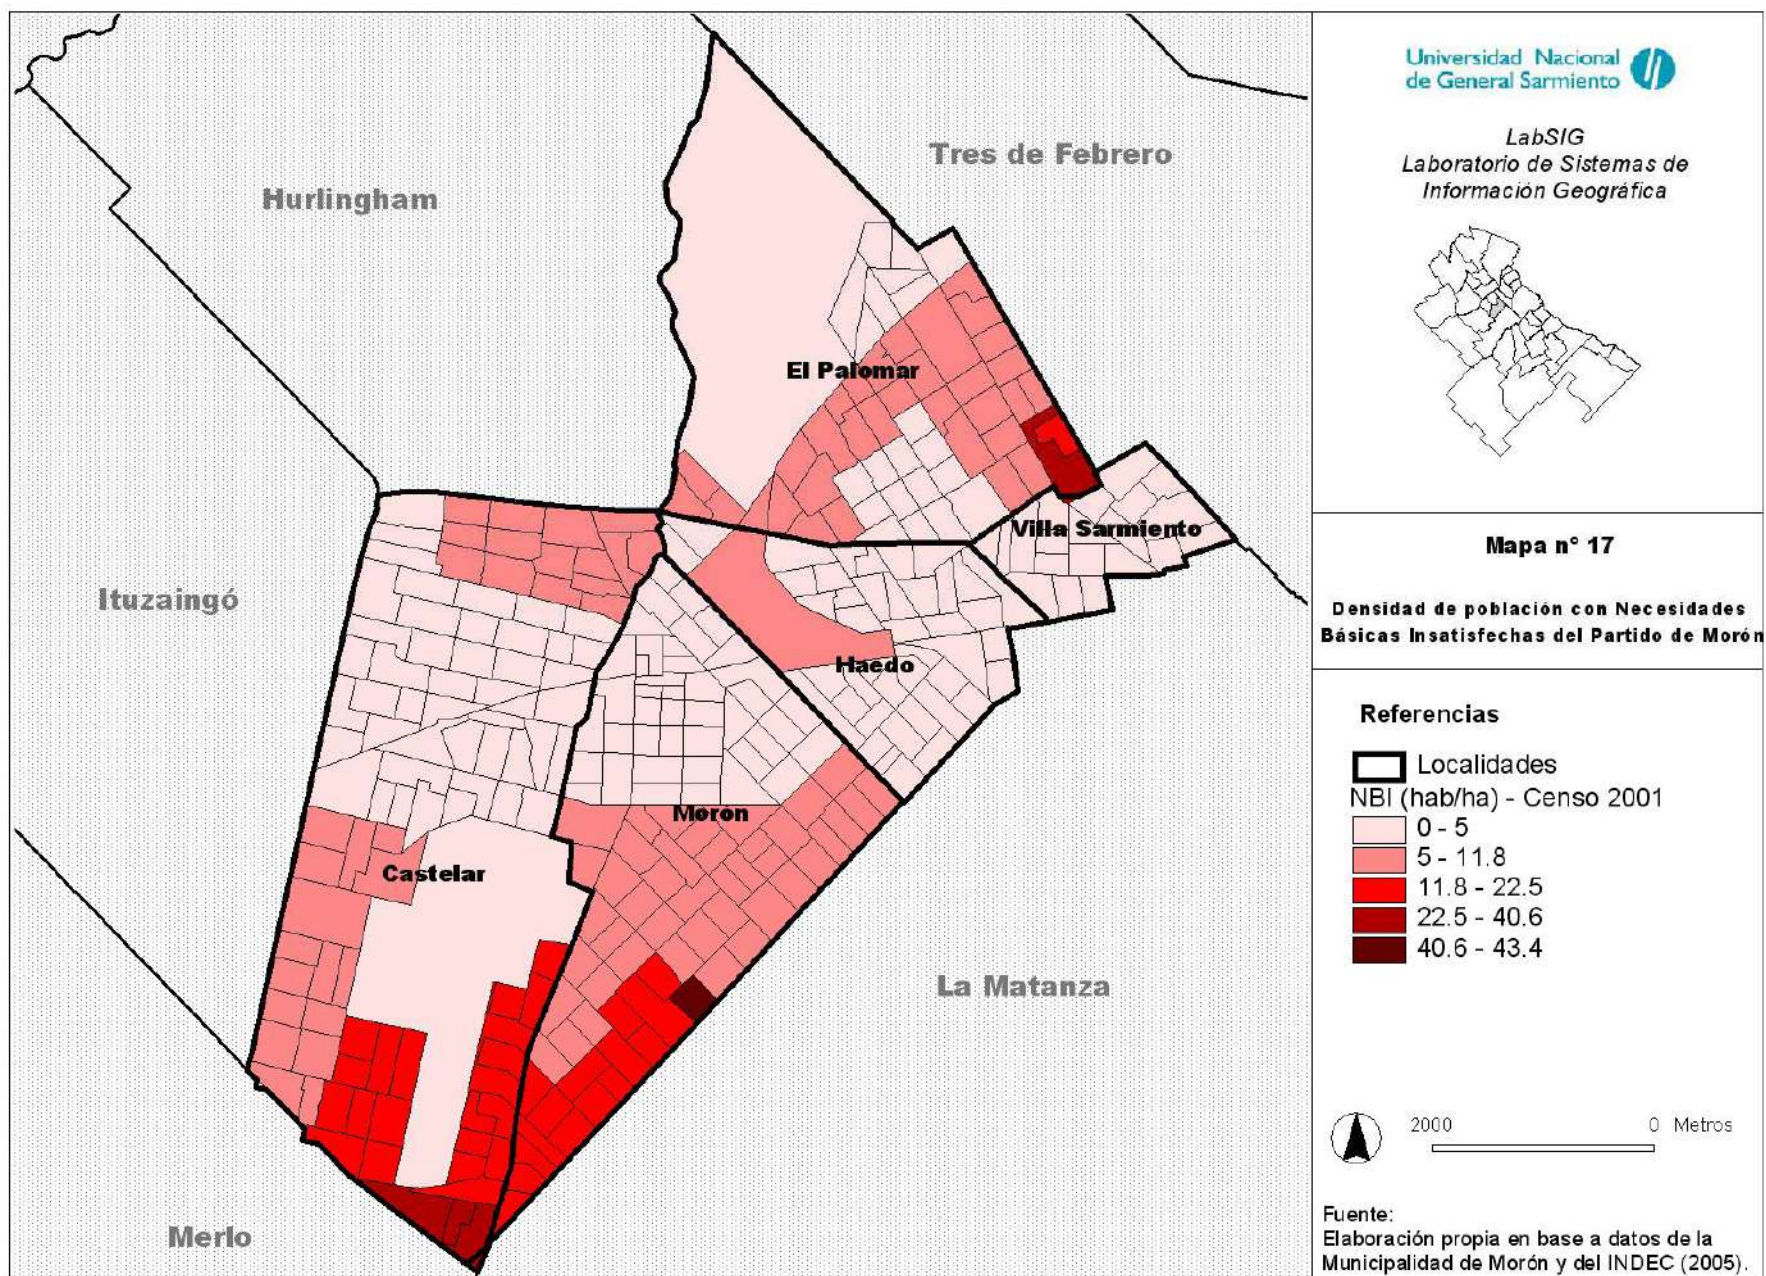 Universidad Nacional
de General Sarmiento
LabSIG
Laboratorio de Sistemas de
Información Geográfica
Tres de Febrero
Hurlingham
El Palomar
Villa Sarmiento
Ituzaingó
Haedo
Morón
Castelar
La Matanza
Merlo
Mapa n° 17
Densidad de población con Necesidades
Básicas Insatisfechas del Partido de Morón
Referencias
Localidades
NBI (hab/ha) - Censo 2001
0 - 5
5 - 11.8
11.8 - 22.5
22.5 - 40.6
40.6 - 43.4
2000 0 Metros
Fuente:
Elaboración propia en base a datos de la
Municipalidad de Morón y del INDEC (2005).